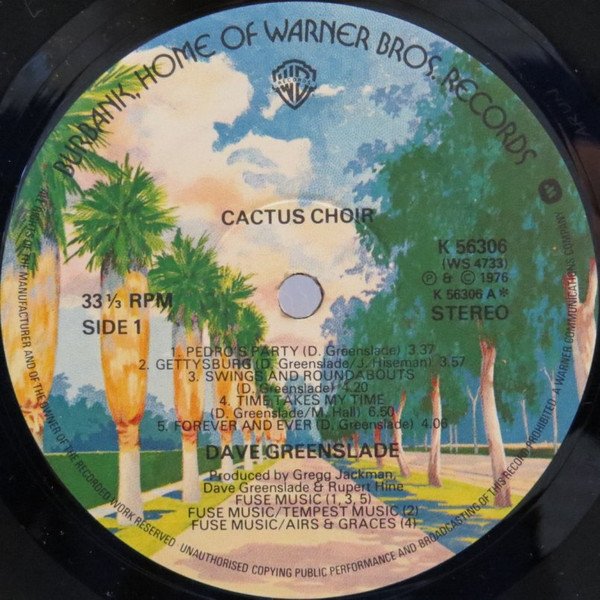 BURBANK, HOME OF WARNER BROS. RECORDS
CACTUS CHOIR
K 56306
(WS 4733)
℗ & © 1976
K 56306 A*
STEREO
33 ⅓ RPM
SIDE 1
1. PEDRO'S PARTY (D. Greenslade) 3.37
2. GETTYSBURG (D. Greenslade/J. Hiseman) 3.57
3. SWINGS AND ROUNDABOUTS
(D. Greenslade) 4.20
4. TIME TAKES MY TIME
(D. Greenslade/M. Hall) 6.50
5. FOREVER AND EVER (D. Greenslade) 4.06
DAVE GREENSLADE
Produced by Gregg Jackman,
Dave Greenslade & Rupert Hine
FUSE MUSIC (1, 3, 5)
FUSE MUSIC/TEMPEST MUSIC (2)
FUSE MUSIC/AIRS & GRACES (4)
ALL RIGHTS OF THE MANUFACTURER AND OF THE OWNER OF THE RECORDED WORK RESERVED. UNAUTHORISED COPYING PUBLIC PERFORMANCE AND BROADCASTING OF THIS RECORD PROHIBITED. A WARNER COMMUNICATIONS COMPANY